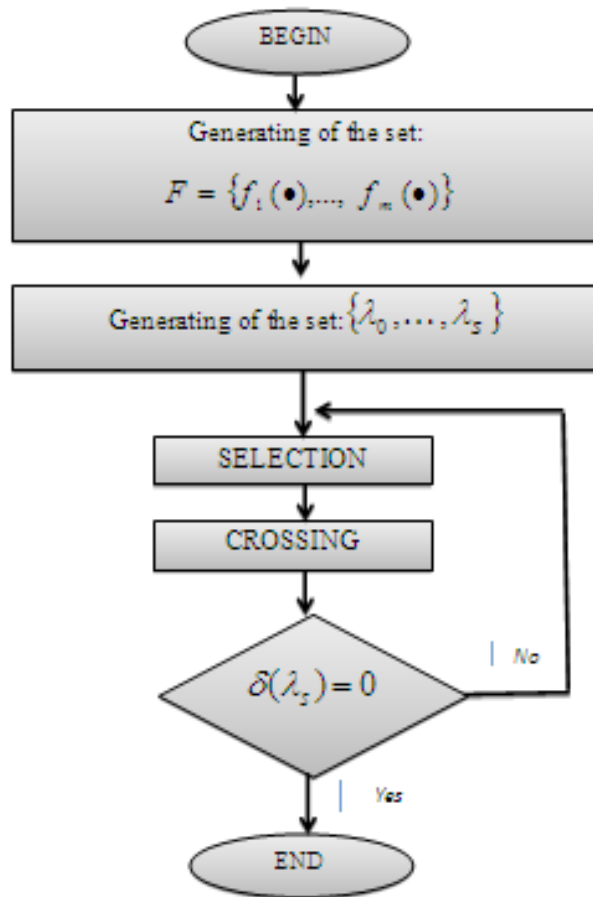 BEGIN
Generating of the set:
F = {f₁(•),..., fₘ(•)}
Generating of the set: {λ₀,...,λₛ}
SELECTION
CROSSING
δ(λₛ) = 0
No
Yes
END